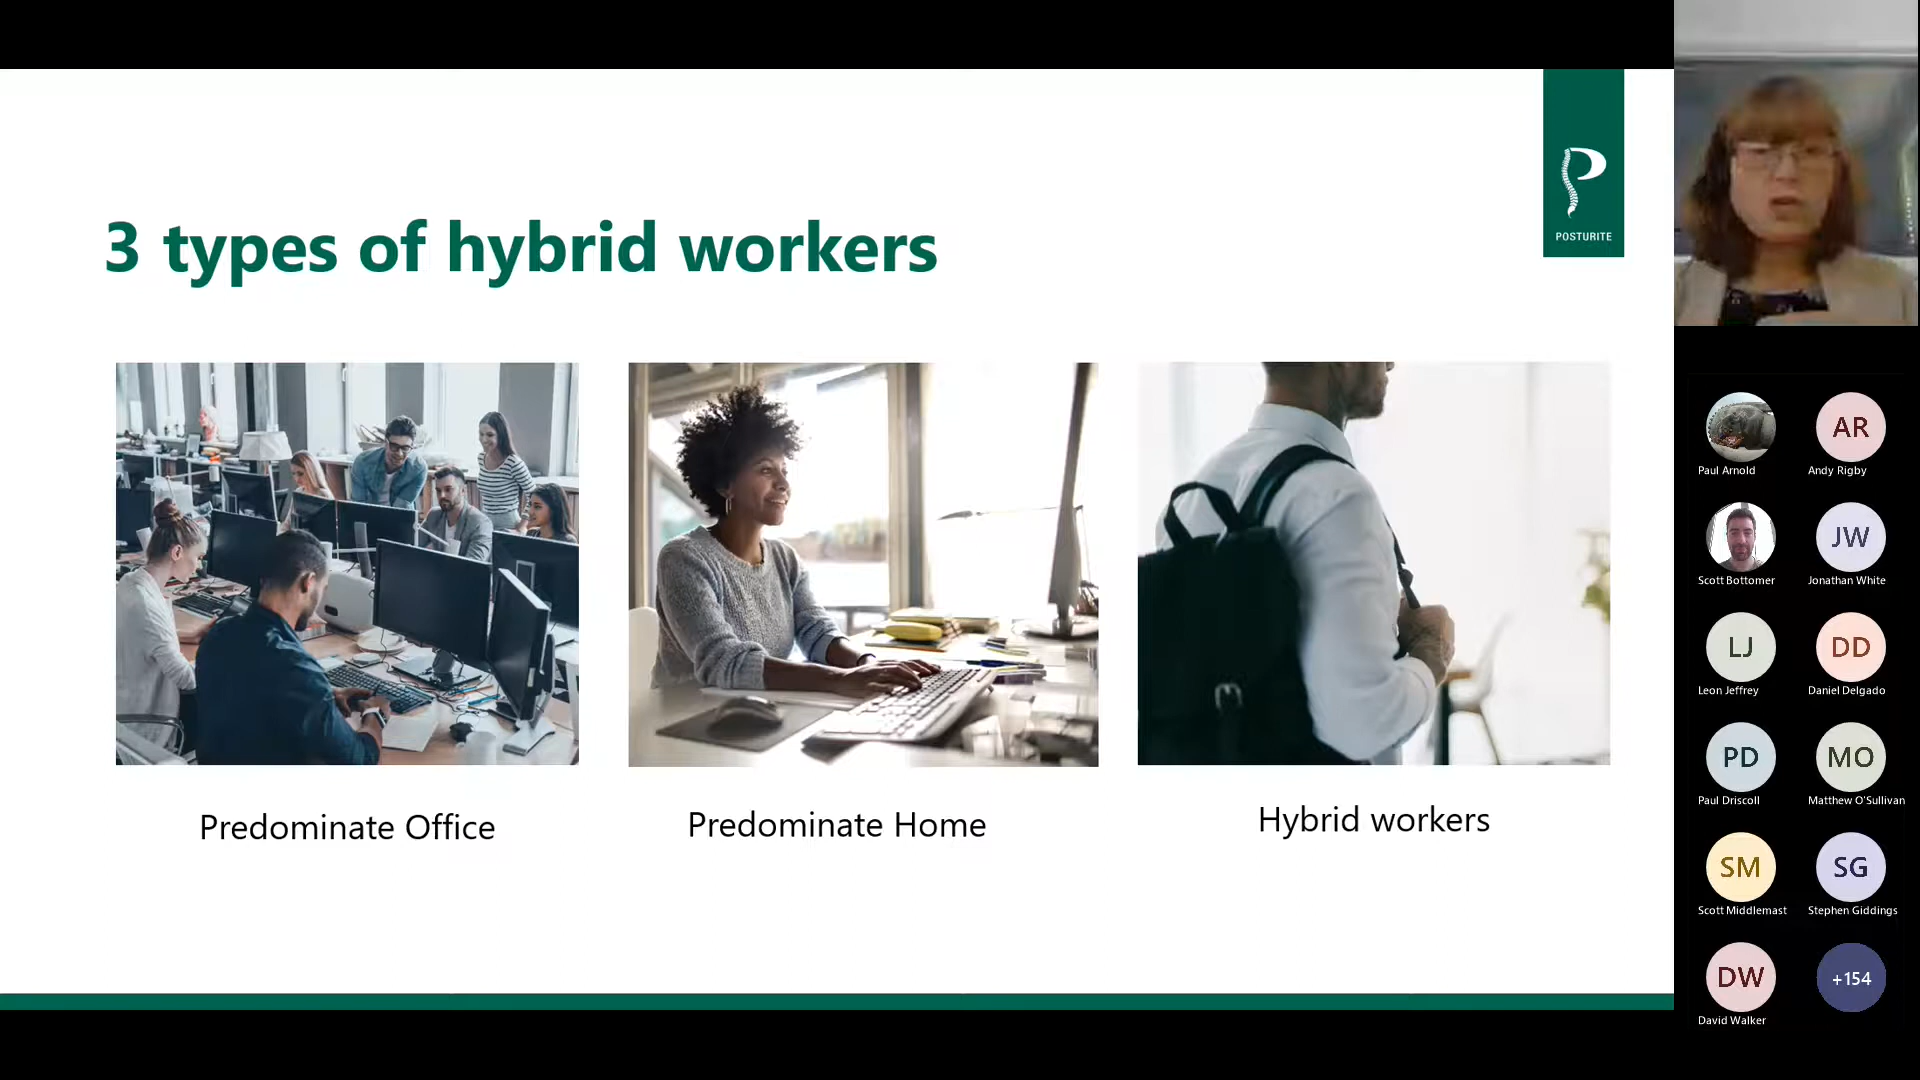 POSTURITE
3 types of hybrid workers
Predominate Office
Predominate Home
Hybrid workers
Paul Arnold
AR
Andy Rigby
Scott Bottomer
JW
Jonathan White
LJ
Leon Jeffrey
DD
Daniel Delgado
PD
Paul Driscoll
MO
Matthew O'Sullivan
SM
Scott Middlemast
SG
Stephen Giddings
DW
David Walker
+154